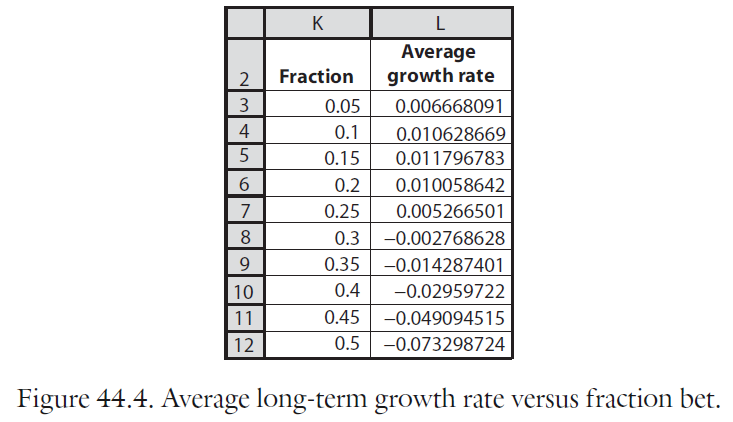 K L
2 Fraction Average growth rate
3 0.05 0.006668091
4 0.1 0.010628669
5 0.15 0.011796783
6 0.2 0.010058642
7 0.25 0.005266501
8 0.3 –0.002768628
9 0.35 –0.014287401
10 0.4 –0.02959722
11 0.45 –0.049094515
12 0.5 –0.073298724
Figure 44.4. Average long-term growth rate versus fraction bet.